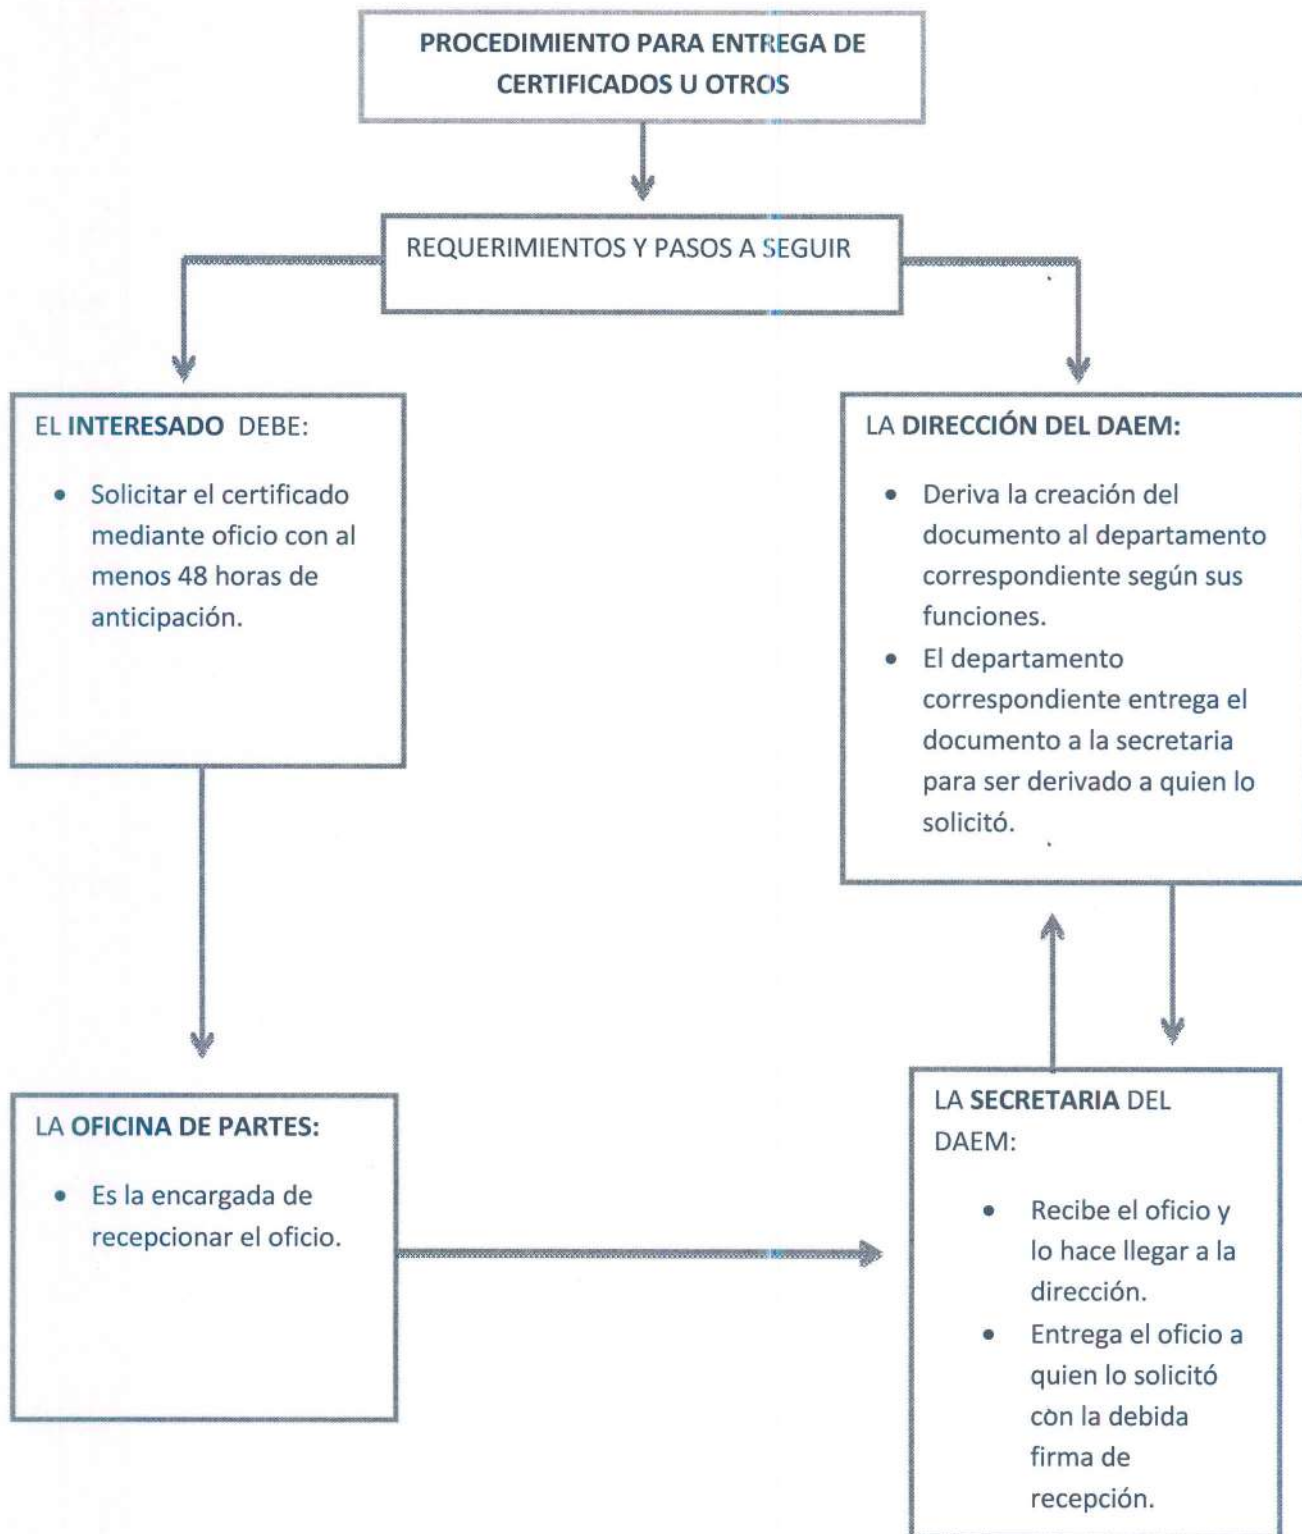 PROCEDIMIENTO PARA ENTREGA DE
CERTIFICADOS U OTROS
REQUERIMIENTOS Y PASOS A SEGUIR
EL INTERESADO DEBE:
• Solicitar el certificado
mediante oficio con al
menos 48 horas de
anticipación.
LA DIRECCIÓN DEL DAEM:
• Deriva la creación del
documento al departamento
correspondiente según sus
funciones.
• El departamento
correspondiente entrega el
documento a la secretaria
para ser derivado a quien lo
solicitó.
LA OFICINA DE PARTES:
• Es la encargada de
recepcionar el oficio.
LA SECRETARIA DEL
DAEM:
• Recibe el oficio y
lo hace llegar a la
dirección.
• Entrega el oficio a
quien lo solicitó
con la debida
firma de
recepción.